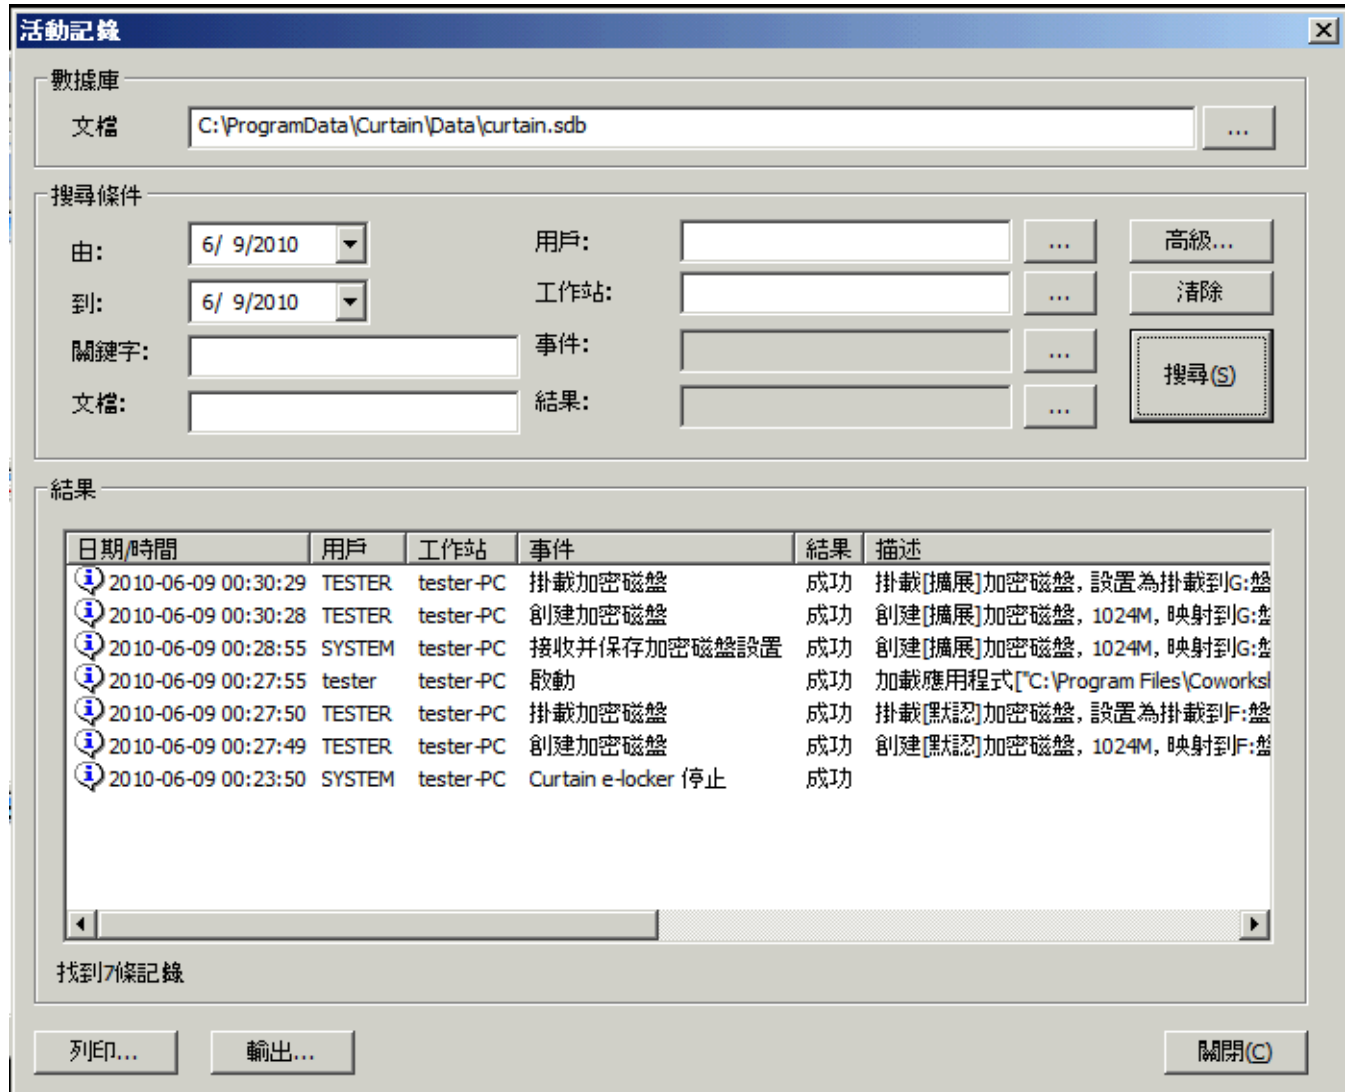 活動記錄
數據庫
文檔 C:\ProgramData\Curtain\Data\curtain.sdb ...
搜尋條件
由: 6/ 9/2010 用戶: ... 高級...
到: 6/ 9/2010 工作站: ... 清除
關鍵字: 事件: ... 搜尋(S)
文檔: 結果: ...
結果
日期/時間 用戶 工作站 事件 結果 描述
2010-06-09 00:30:29 TESTER tester-PC 掛載加密磁盤 成功 掛載[擴展]加密磁盤, 設置為掛載到G:盤
2010-06-09 00:30:28 TESTER tester-PC 創建加密磁盤 成功 創建[擴展]加密磁盤, 1024M, 映射到G:盤
2010-06-09 00:28:55 SYSTEM tester-PC 接收并保存加密磁盤設置 成功 創建[擴展]加密磁盤, 1024M, 映射到G:盤
2010-06-09 00:27:55 tester tester-PC 啟動 成功 加載應用程式["C:\Program Files\Coworksl
2010-06-09 00:27:50 TESTER tester-PC 掛載加密磁盤 成功 掛載[默認]加密磁盤, 設置為掛載到F:盤
2010-06-09 00:27:49 TESTER tester-PC 創建加密磁盤 成功 創建[默認]加密磁盤, 1024M, 映射到F:盤
2010-06-09 00:23:50 SYSTEM tester-PC Curtain e-locker 停止 成功
找到7條記錄
列印... 輸出... 關閉(C)